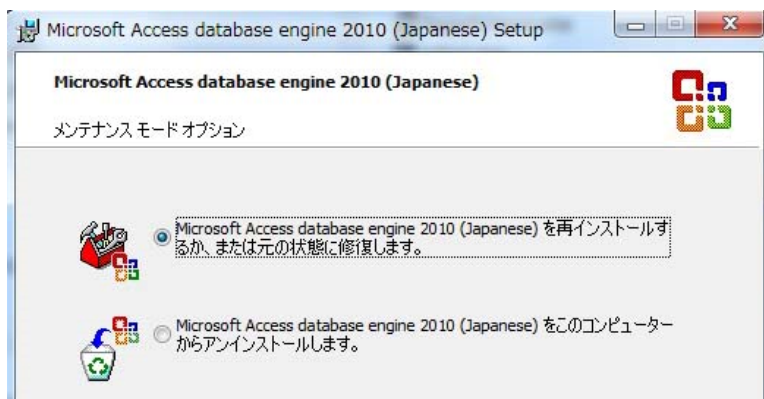 Microsoft Access database engine 2010 (Japanese) Setup
Microsoft Access database engine 2010 (Japanese)
メンテナンス モード オプション
Microsoft Access database engine 2010 (Japanese) を再インストールす
るか、または元の状態に修復します。
Microsoft Access database engine 2010 (Japanese) をこのコンピューター
からアンインストールします。